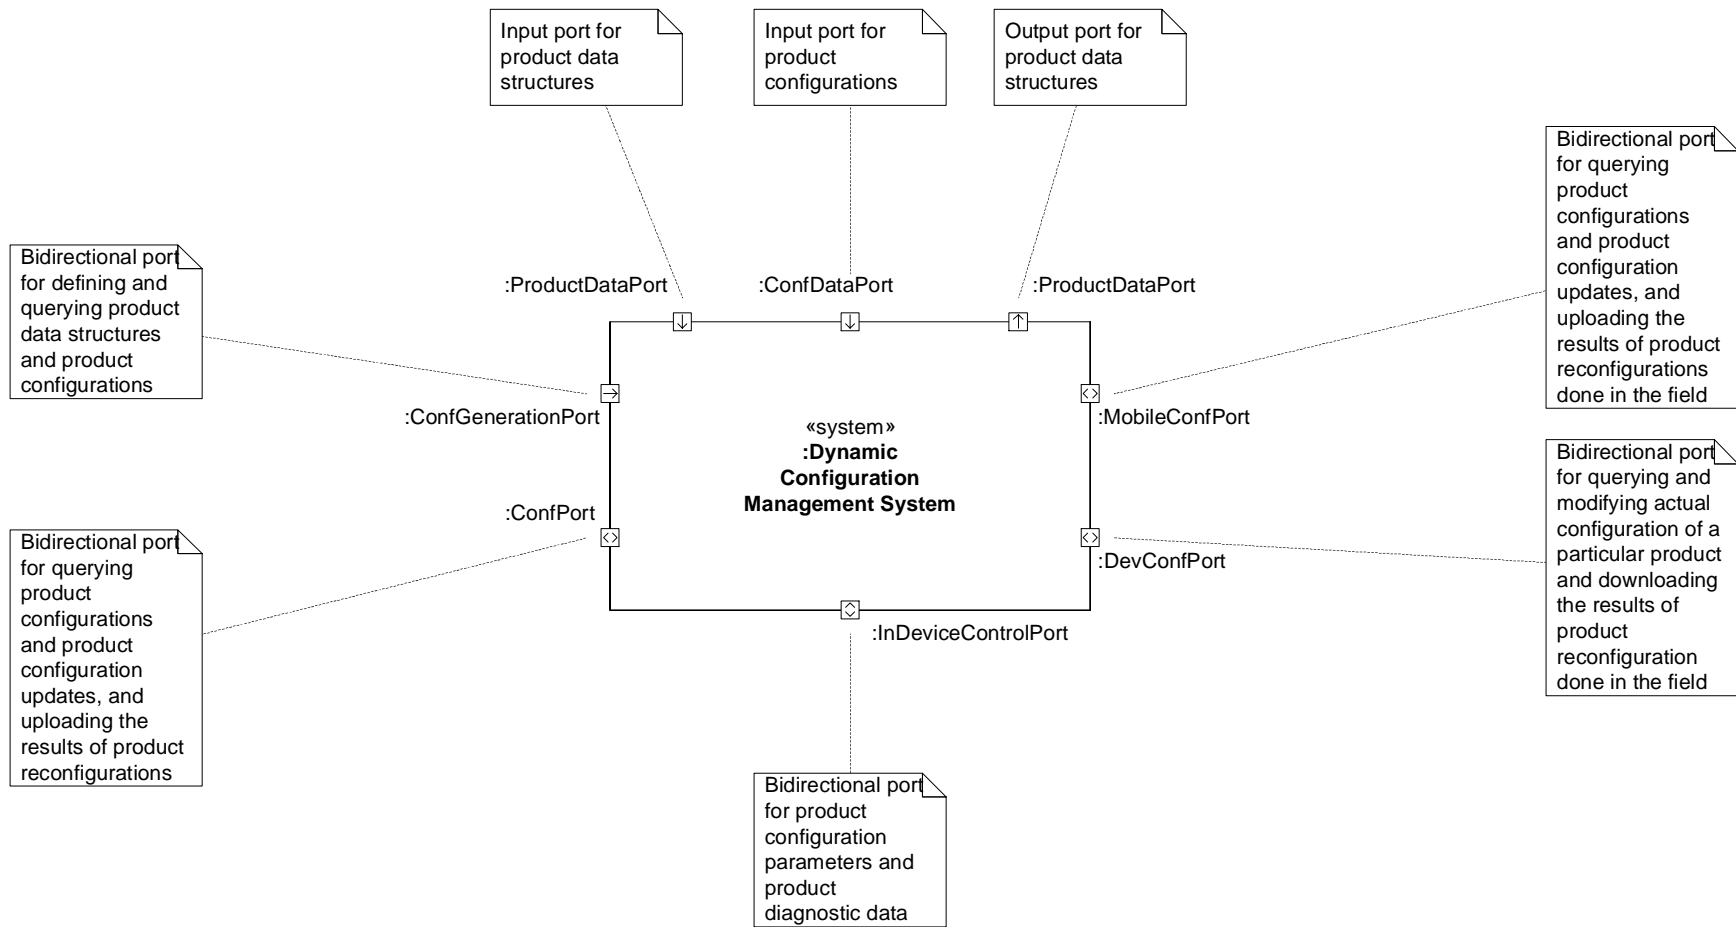 Input port for
product data
structures
Input port for
product
configurations
Output port for
product data
structures
Bidirectional port
for querying
product
configurations
and product
configuration
updates, and
uploading the
results of product
reconfigurations
done in the field
Bidirectional port
for defining and
querying product
data structures
and product
configurations
:ProductDataPort
:ConfDataPort
:ProductDataPort
:ConfGenerationPort
:MobileConfPort
«system»
:Dynamic
Configuration
Management System
:ConfPort
:DevConfPort
:InDeviceControlPort
Bidirectional port
for querying and
modifying actual
configuration of a
particular product
and downloading
the results of
product
reconfiguration
done in the field
Bidirectional port
for querying
product
configurations
and product
configuration
updates, and
uploading the
results of product
reconfigurations
Bidirectional port
for product
configuration
parameters and
product
diagnostic data